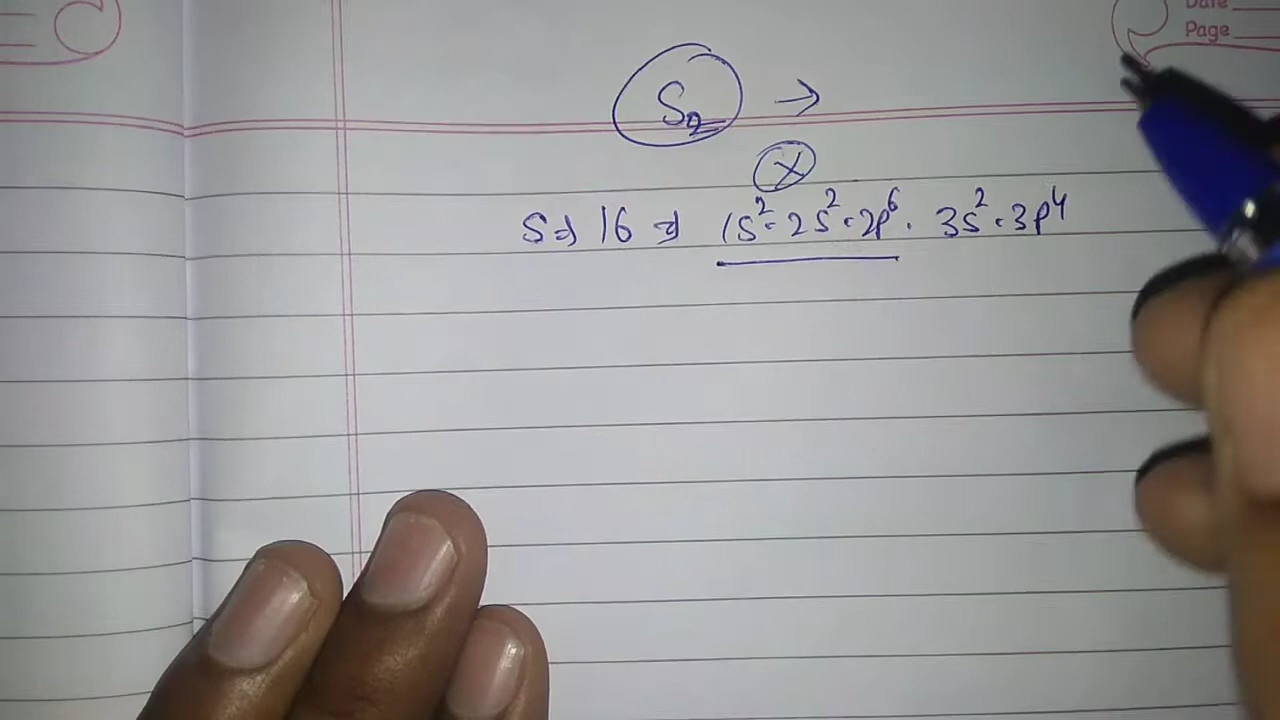 Date
Page
S₂ →
X
S ⇒ 16 ⇒ 1S².2S².2P⁶. 3S².3P⁴